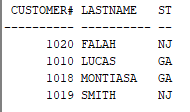 CUSTOMER# LASTNAME   ST
---------- ---------- --
      1020 FALAH      NJ
      1010 LUCAS      GA
      1018 MONTIASA   GA
      1019 SMITH      NJ